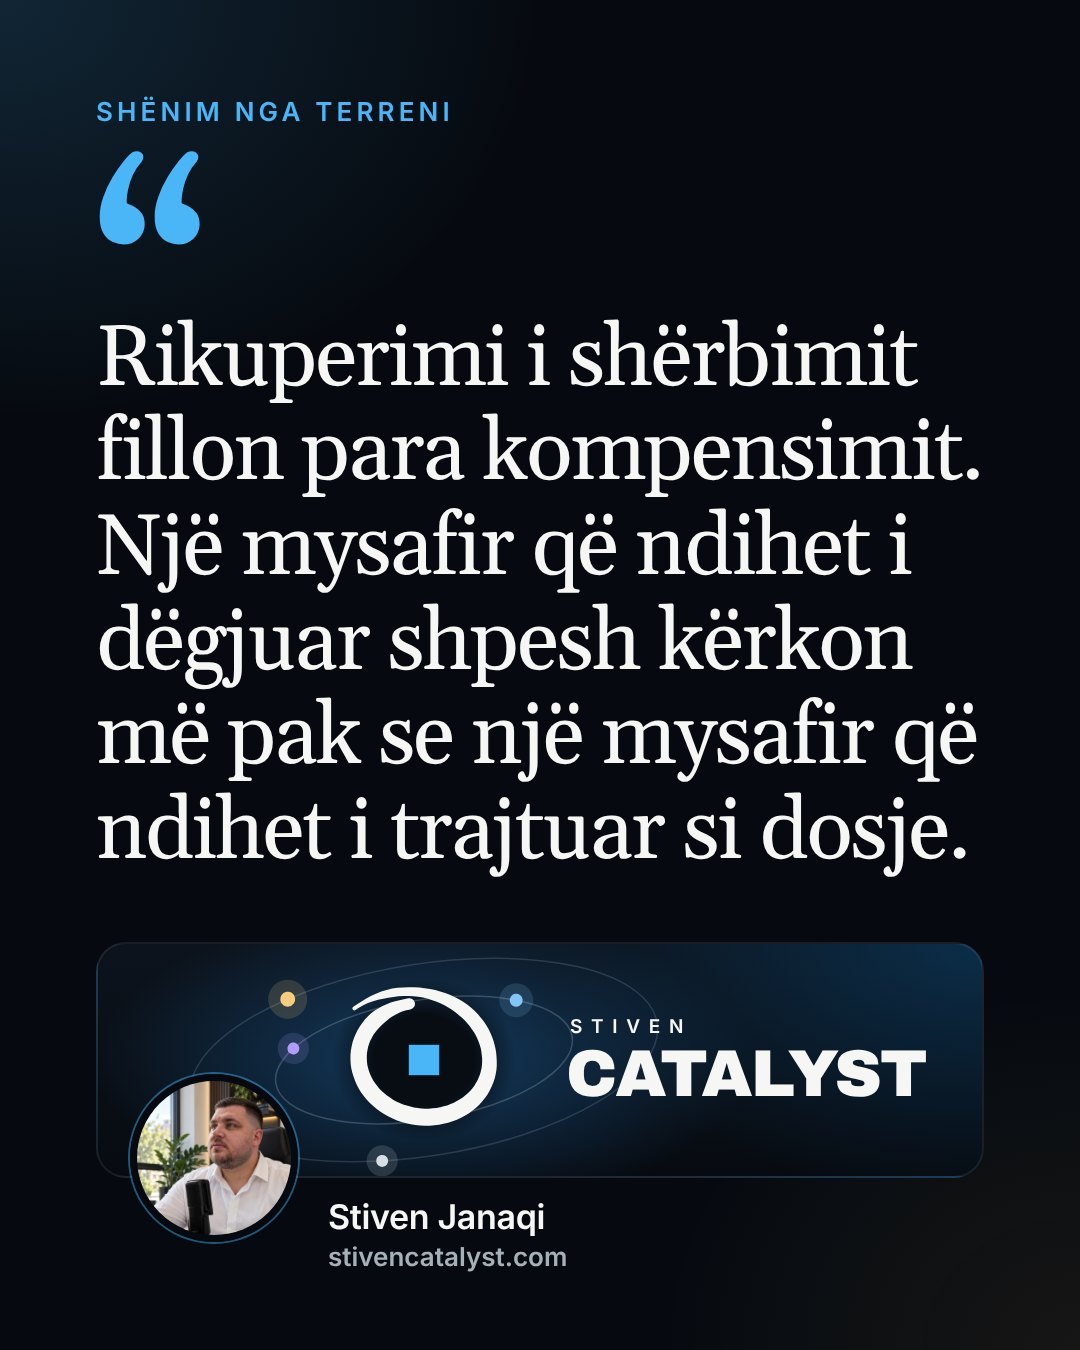 SHËNIM NGA TERRENI
“
Rikuperimi i shërbimit
fillon para kompensimit.
Një mysafir që ndihet i
dëgjuar shpesh kërkon
më pak se një mysafir që
ndihet i trajtuar si dosje.
STIVEN
CATALYST
Stiven Janaqi
stivencatalyst.com